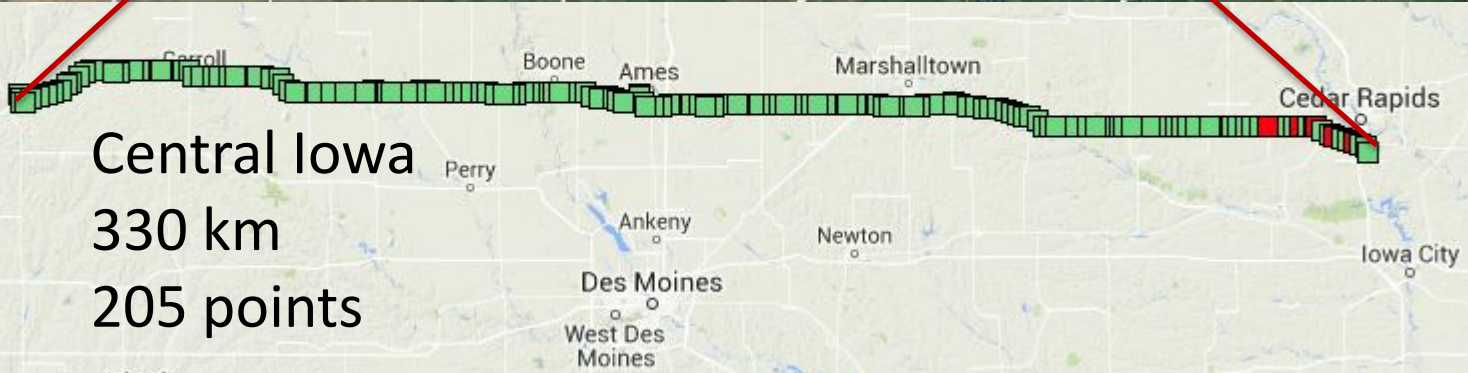 Carroll
Boone
Ames
Marshalltown
Cedar Rapids
Central Iowa
330 km
205 points
Perry
Ankeny
Newton
Iowa City
Des Moines
West Des
Moines